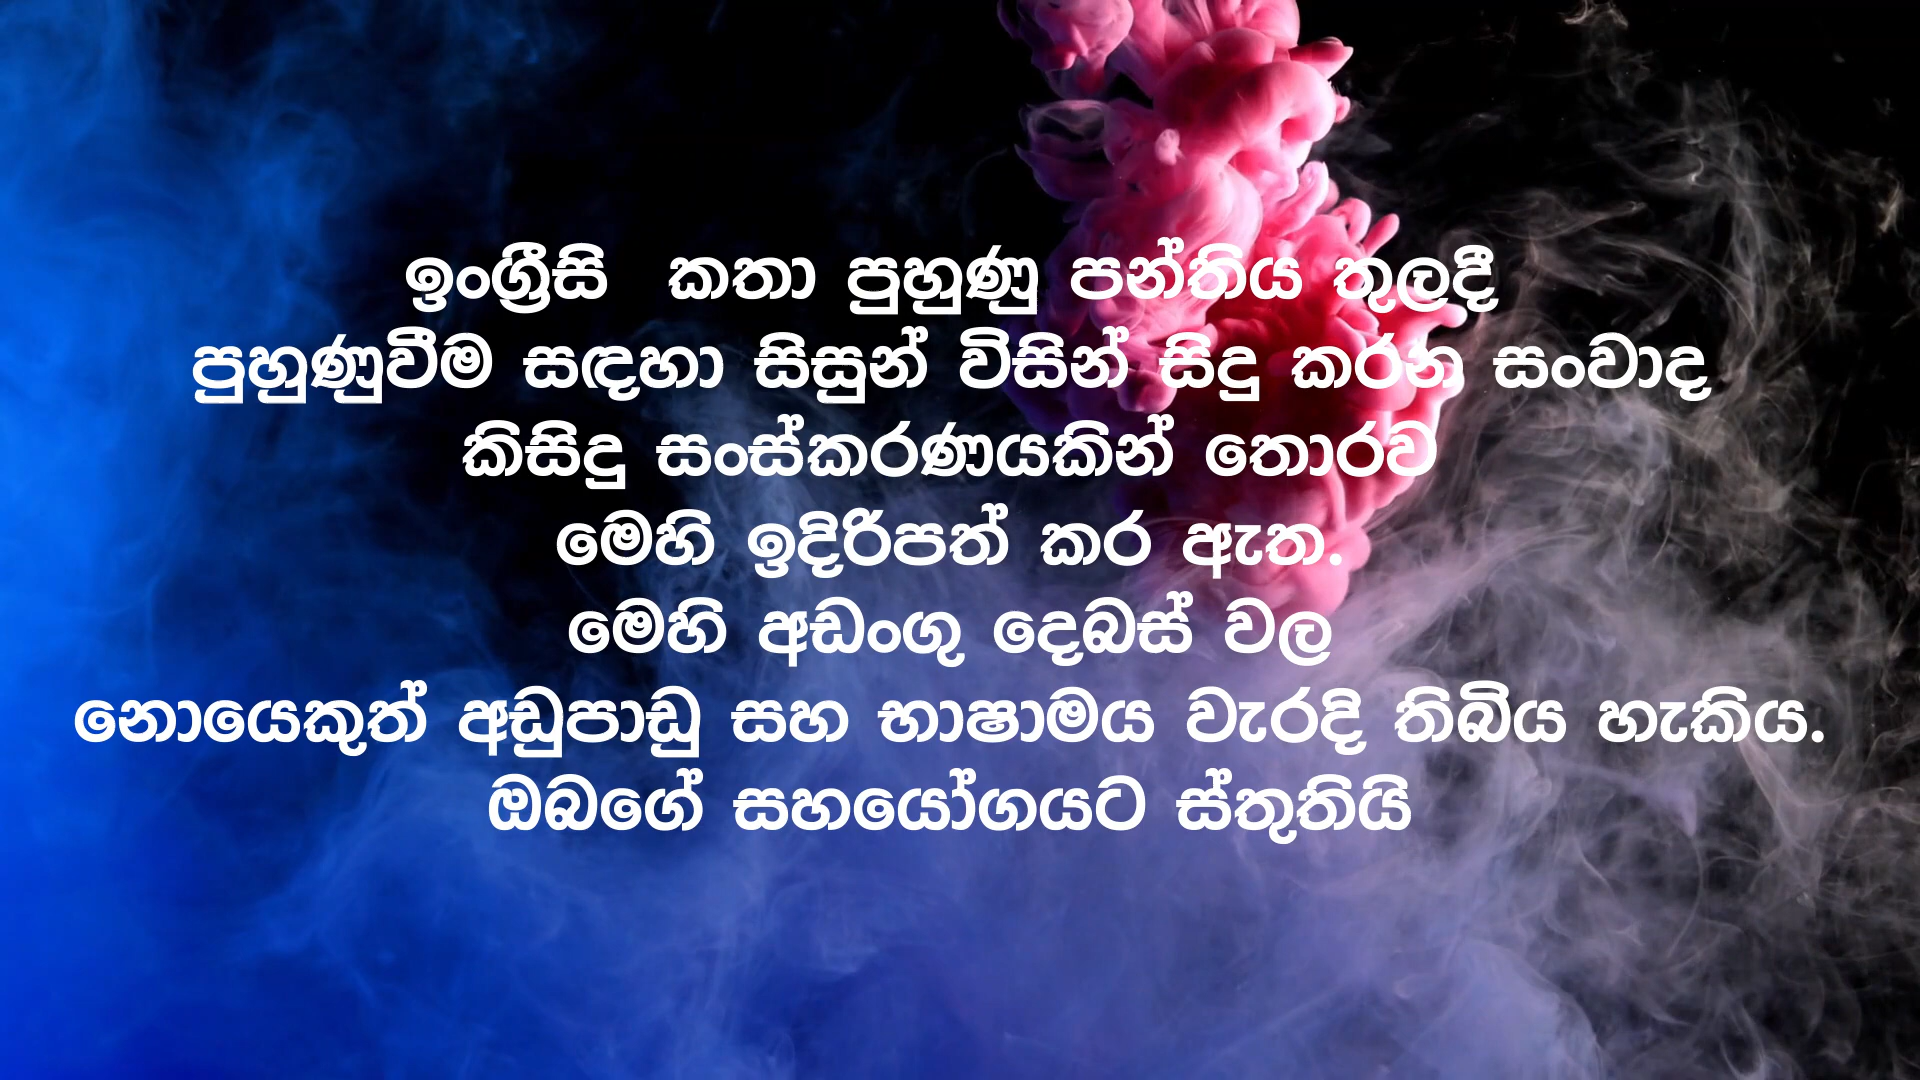 ඉංග්‍රීසි කතා පුහුණු පන්තිය තුලදී
පුහුණුවීම සඳහා සිසුන් විසින් සිදු කරන සංවාද
කිසිදු සංස්කරණයකින් තොරව
මෙහි ඉදිරිපත් කර ඇත.
මෙහි අඩංගු දෙබස් වල
නොයෙකුත් අඩුපාඩු සහ භාෂාමය වැරදි තිබිය හැකිය.
ඔබගේ සහයෝගයට ස්තුතියි